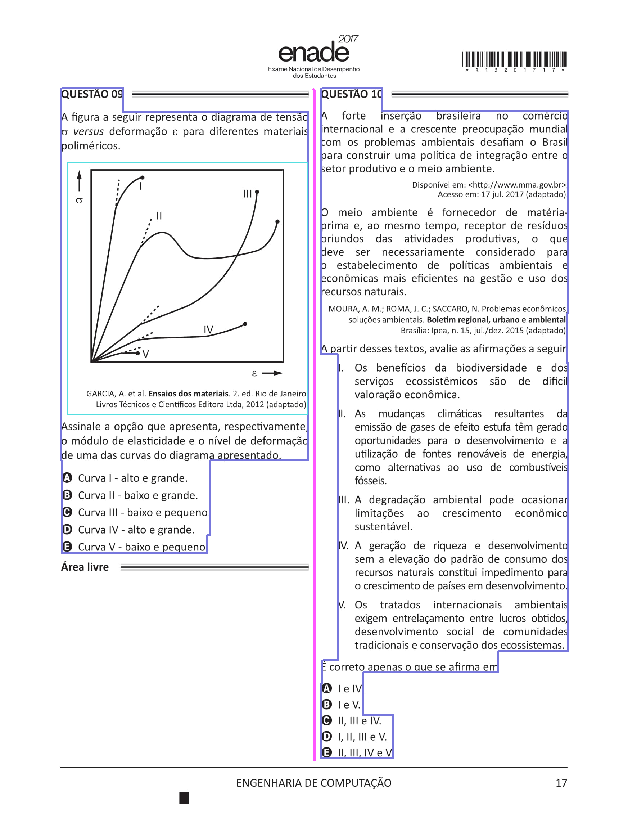 enade 2017
Exame Nacional de Desempenho
dos Estudantes
*R1320171​7*
QUESTÃO 09
A figura a seguir representa o diagrama de tensão
σ versus deformação ε para diferentes materiais
poliméricos.
σ
I
II
III
IV
V
ε
GARCIA, A. et al. Ensaios dos materiais. 2. ed. Rio de Janeiro
Livros Técnicos e Científicos Editora Ltda, 2012 (adaptado)
Assinale a opção que apresenta, respectivamente,
o módulo de elasticidade e o nível de deformação
de uma das curvas do diagrama apresentado.
A Curva I - alto e grande.
B Curva II - baixo e grande.
C Curva III - baixo e pequeno
D Curva IV - alto e grande.
E Curva V - baixo e pequeno
Área livre
QUESTÃO 10
A forte inserção brasileira no comércio
internacional e a crescente preocupação mundial
com os problemas ambientais desafiam o Brasil
para construir uma política de integração entre o
setor produtivo e o meio ambiente.
Disponível em: <http://www.mma.gov.br>
Acesso em: 17 jul. 2017 (adaptado)
O meio ambiente é fornecedor de matéria-
prima e, ao mesmo tempo, receptor de resíduos
oriundos das atividades produtivas, o que
deve ser necessariamente considerado para
o estabelecimento de políticas ambientais e
econômicas mais eficientes na gestão e uso dos
recursos naturais.
MOURA, A. M.; ROMA, J. C.; SACCARO, N. Problemas econômicos,
soluções ambientais. Boletim regional, urbano e ambiental
Brasília: Ipea, n. 15, jul./dez. 2015 (adaptado)
A partir desses textos, avalie as afirmações a seguir
I. Os benefícios da biodiversidade e dos
serviços ecossistêmicos são de difícil
valoração econômica.
II. As mudanças climáticas resultantes da
emissão de gases de efeito estufa têm gerado
oportunidades para o desenvolvimento e a
utilização de fontes renováveis de energia,
como alternativas ao uso de combustíveis
fósseis.
III. A degradação ambiental pode ocasionar
limitações ao crescimento econômico
sustentável.
IV. A geração de riqueza e desenvolvimento
sem a elevação do padrão de consumo dos
recursos naturais constitui impedimento para
o crescimento de países em desenvolvimento.
V. Os tratados internacionais ambientais
exigem entrelaçamento entre lucros obtidos,
desenvolvimento social de comunidades
tradicionais e conservação dos ecossistemas.
É correto apenas o que se afirma em
A I e IV
B I e V.
C II, III e IV.
D I, II, III e V.
E II, III, IV e V
ENGENHARIA DE COMPUTAÇÃO
17